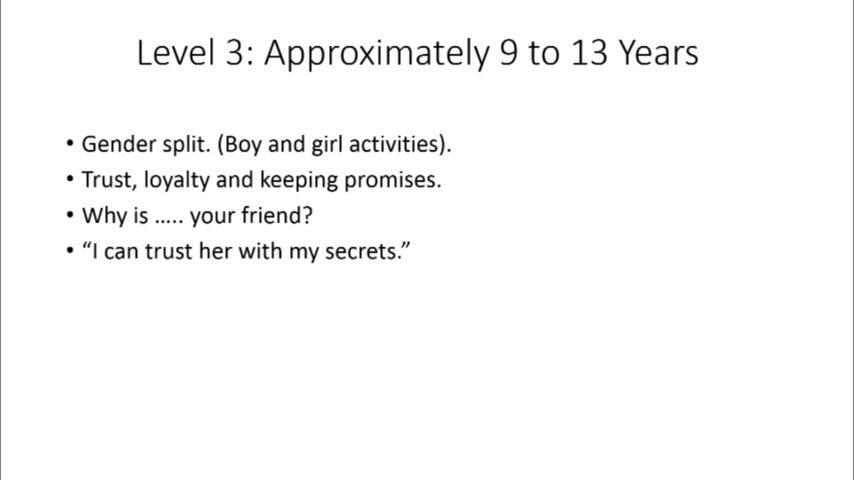 Level 3: Approximately 9 to 13 Years
• Gender split. (Boy and girl activities).
• Trust, loyalty and keeping promises.
• Why is ….. your friend?
• “I can trust her with my secrets.”